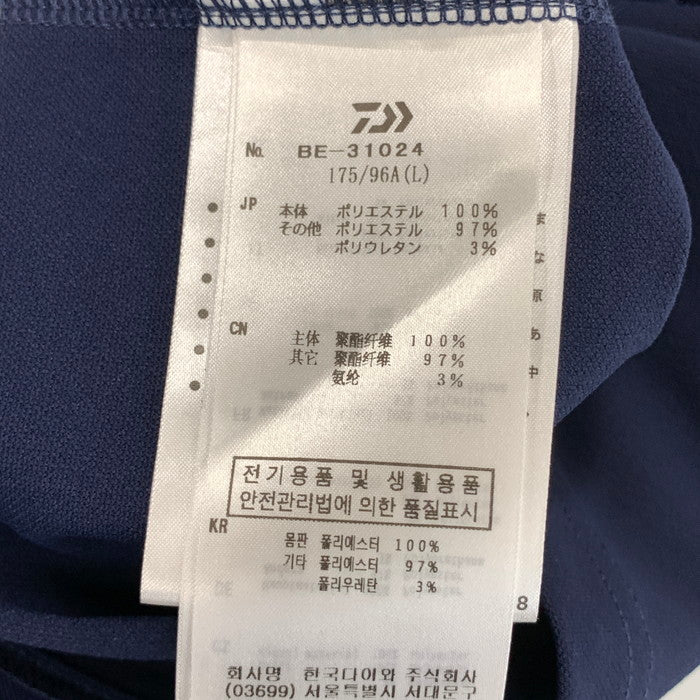 No. BE-31024
175/96A(L)
JP
本体 ポリエステル 100%
その他 ポリエステル 97%
ポリウレタン 3%
CN
主体 聚酯纤维 100%
其它 聚酯纤维 97%
氨纶 3%
전기용품 및 생활용품
안전관리법에 의한 품질표시
KR
몸판 폴리에스터 100%
기타 폴리에스터 97%
폴리우레탄 3%
회사명 한국다이와 주식회사
(03699) 서울특별시 서대문구
ま
な
原
あ
中
8